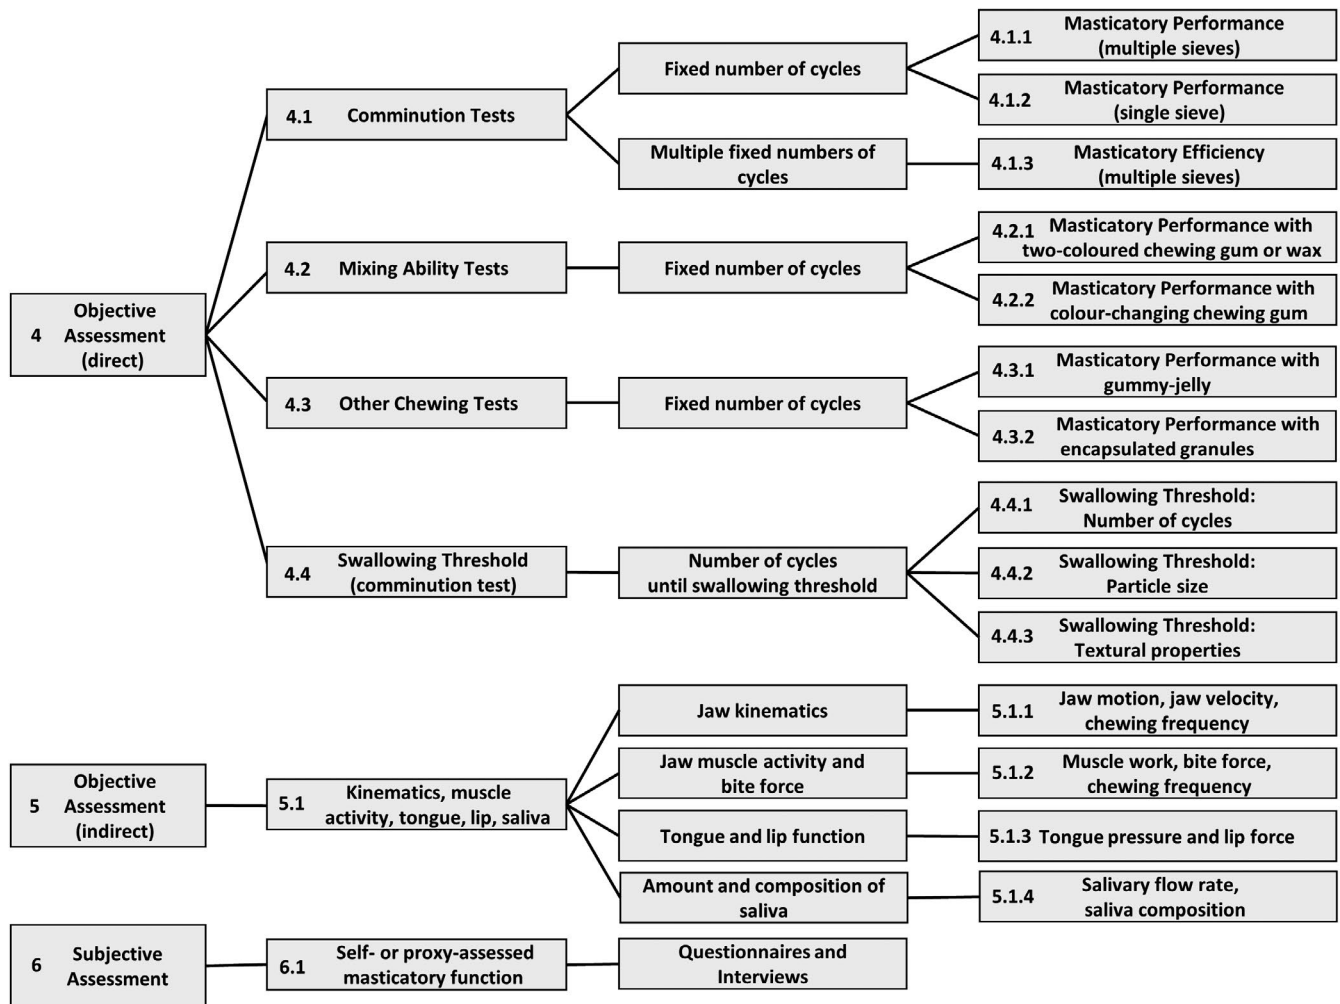 4 Objective
Assessment
(direct)
4.1 Comminution Tests
Fixed number of cycles
4.1.1 Masticatory Performance
(multiple sieves)
4.1.2 Masticatory Performance
(single sieve)
Multiple fixed numbers of
cycles
4.1.3 Masticatory Efficiency
(multiple sieves)
4.2 Mixing Ability Tests
Fixed number of cycles
4.2.1 Masticatory Performance with
two-coloured chewing gum or wax
4.2.2 Masticatory Performance with
colour-changing chewing gum
4.3 Other Chewing Tests
Fixed number of cycles
4.3.1 Masticatory Performance with
gummy-jelly
4.3.2 Masticatory Performance with
encapsulated granules
4.4 Swallowing Threshold
(comminution test)
Number of cycles
until swallowing threshold
4.4.1 Swallowing Threshold:
Number of cycles
4.4.2 Swallowing Threshold:
Particle size
4.4.3 Swallowing Threshold:
Textural properties
5 Objective
Assessment
(indirect)
5.1 Kinematics, muscle
activity, tongue, lip, saliva
Jaw kinematics
5.1.1 Jaw motion, jaw velocity,
chewing frequency
Jaw muscle activity and
bite force
5.1.2 Muscle work, bite force,
chewing frequency
Tongue and lip function
5.1.3 Tongue pressure and lip force
Amount and composition of
saliva
5.1.4 Salivary flow rate,
saliva composition
6 Subjective
Assessment
6.1 Self- or proxy-assessed
masticatory function
Questionnaires and
Interviews